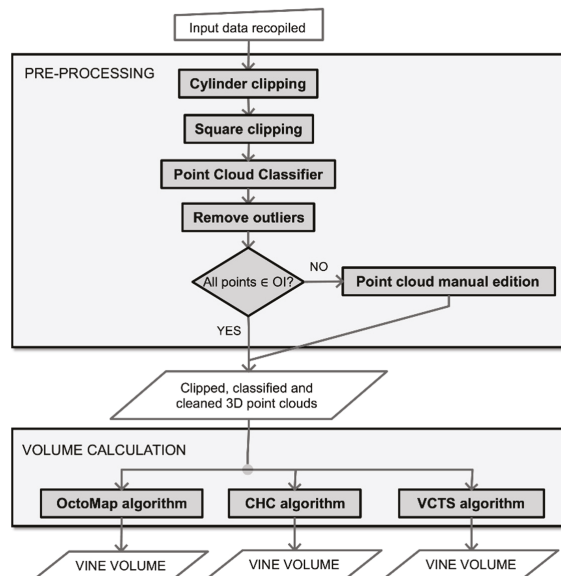 Input data recopiled
PRE-PROCESSING
Cylinder clipping
Square clipping
Point Cloud Classifier
Remove outliers
All points ∈ OI?
NO
Point cloud manual edition
YES
Clipped, classified and
cleaned 3D point clouds
VOLUME CALCULATION
OctoMap algorithm
CHC algorithm
VCTS algorithm
VINE VOLUME
VINE VOLUME
VINE VOLUME